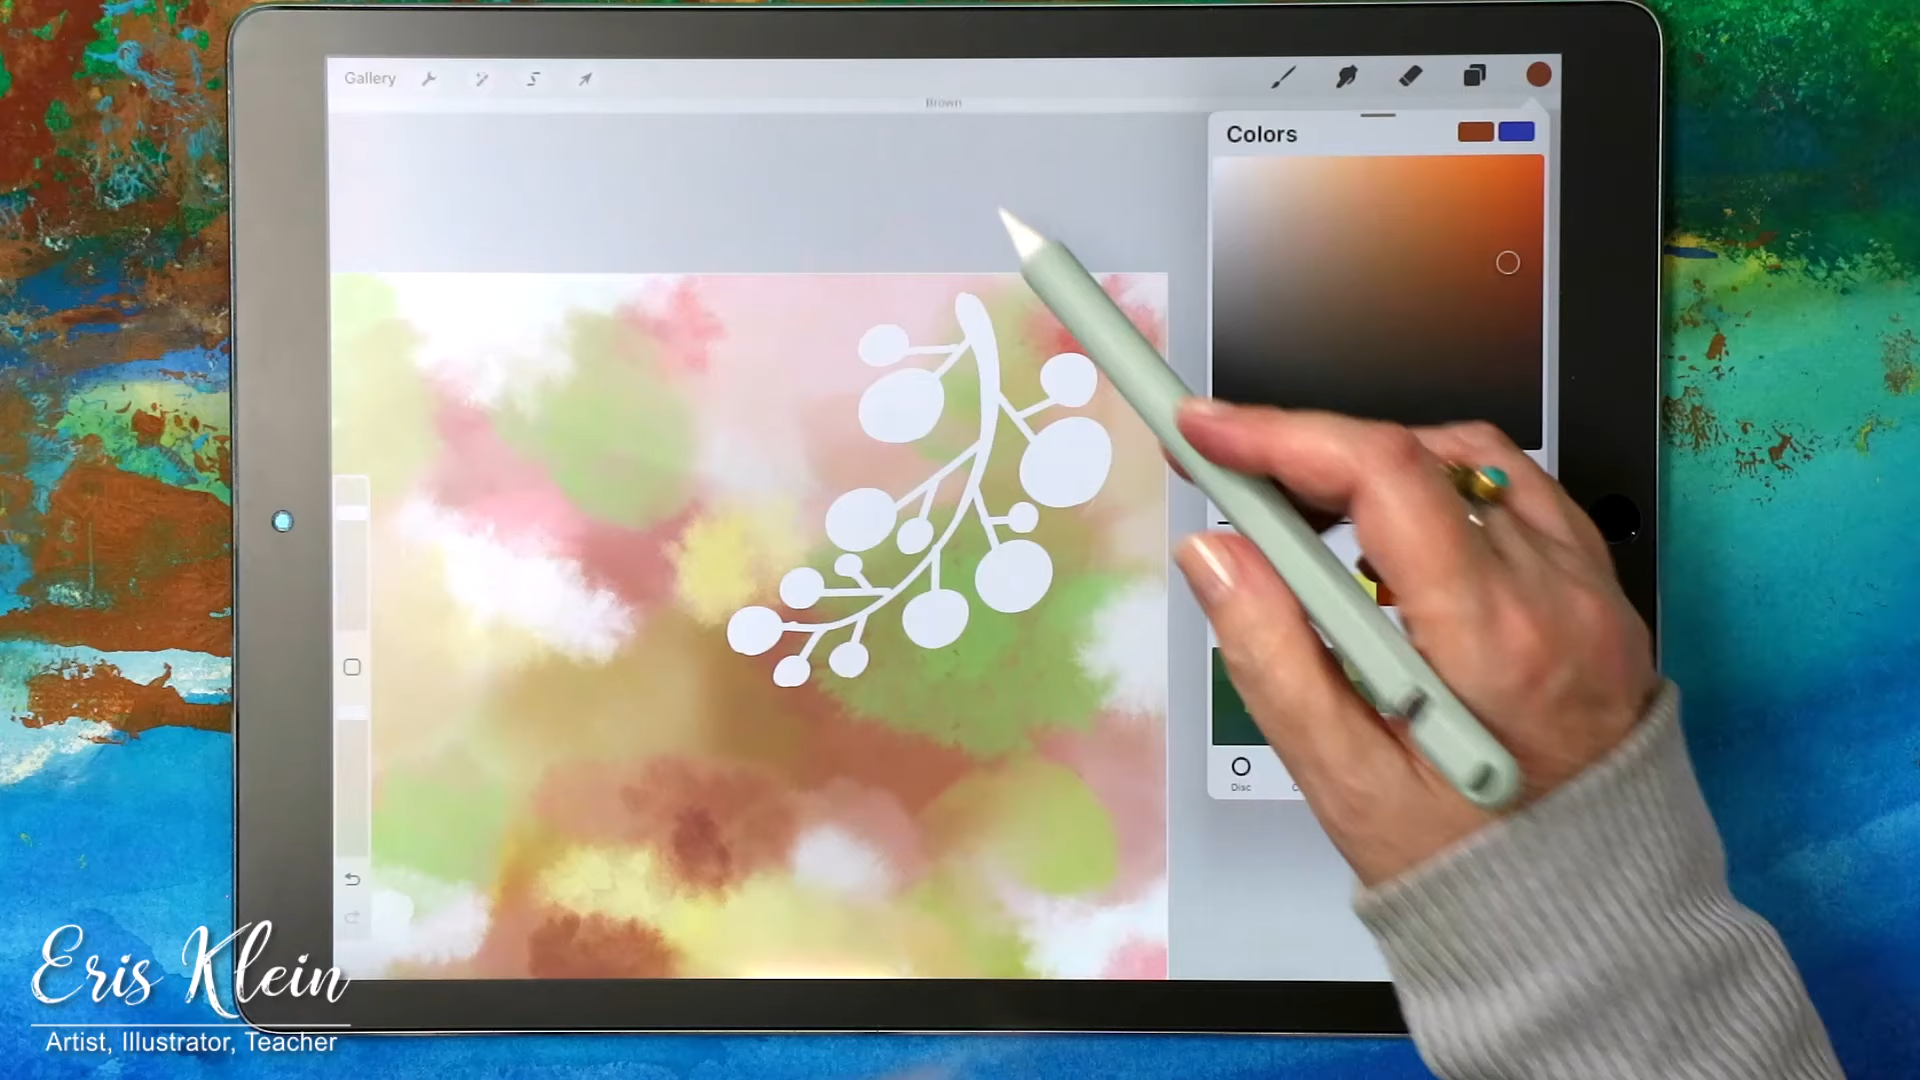 Gallery
Brown
Colors
Disc
Eris Klein
Artist, Illustrator, Teacher